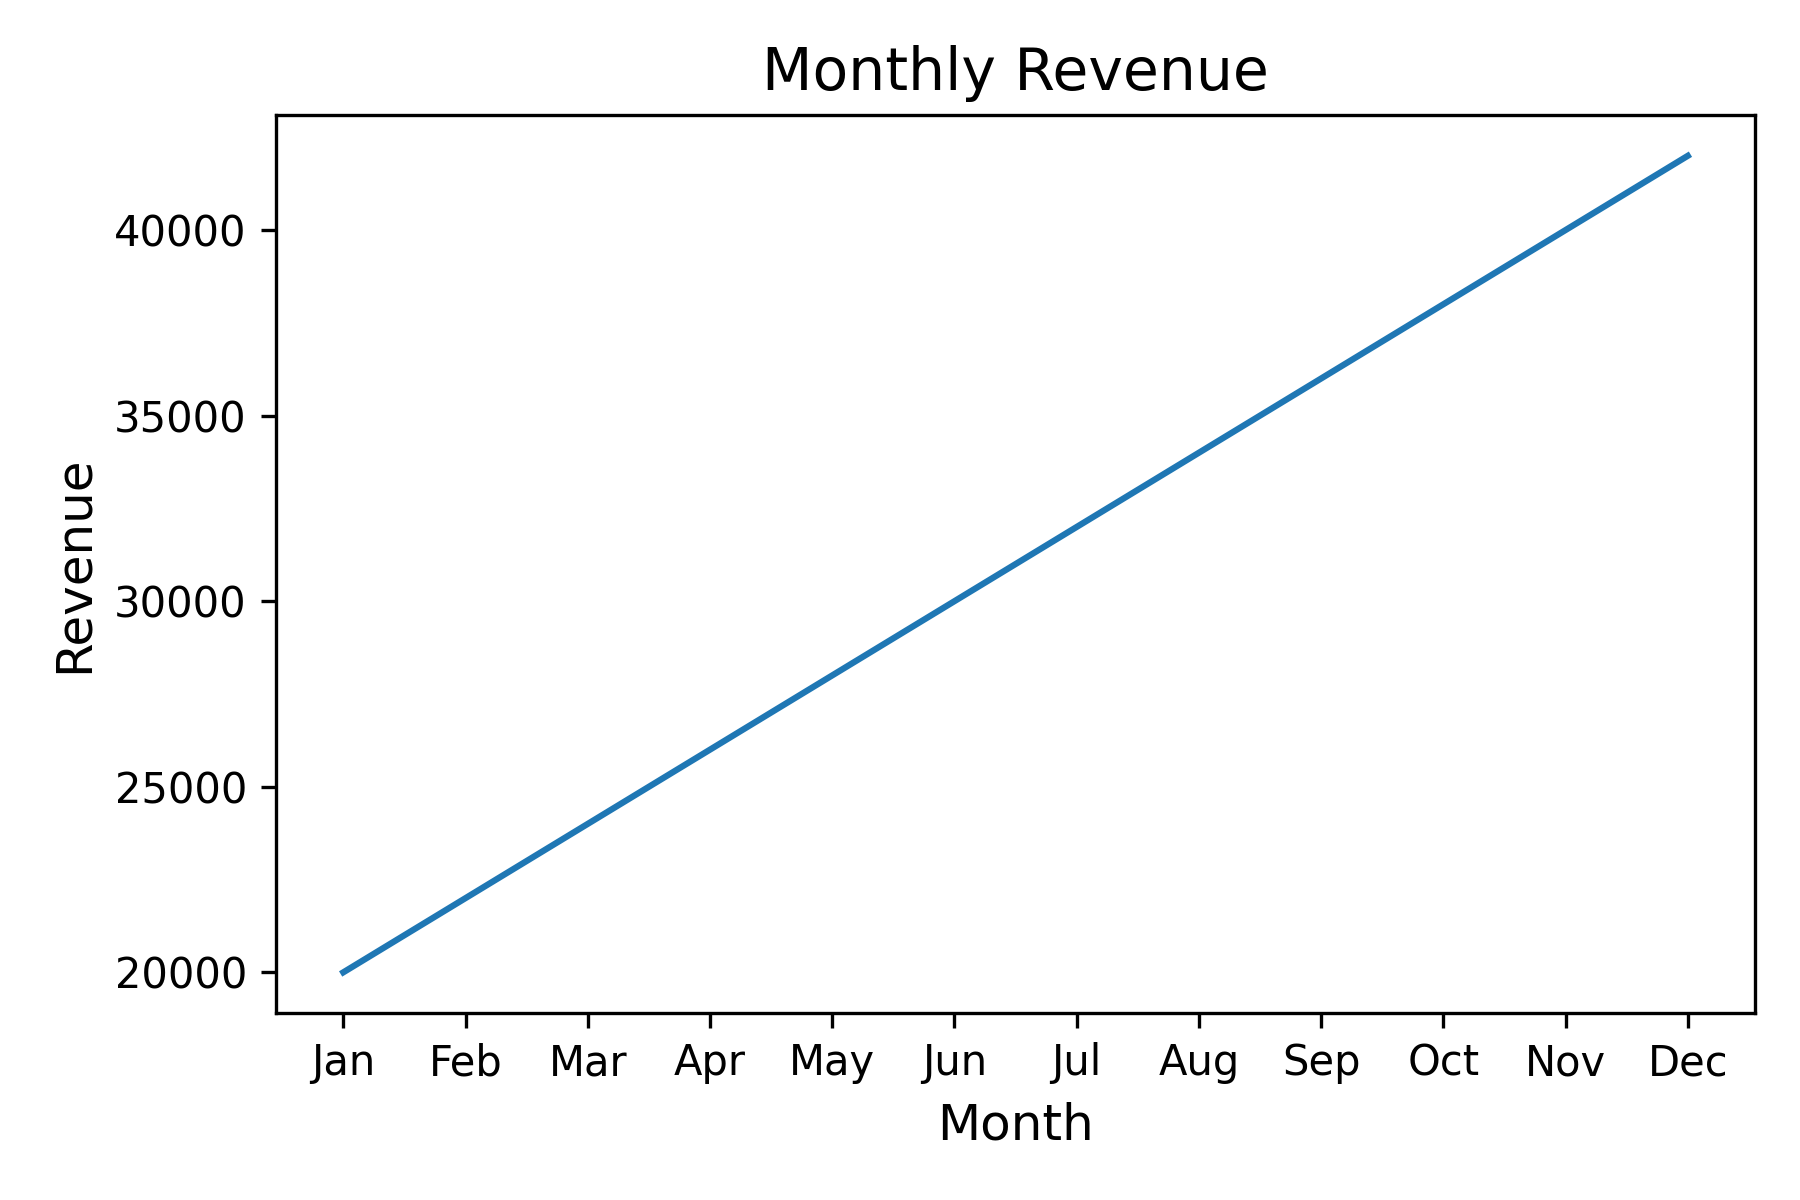 Monthly Revenue
Revenue
40000
35000
30000
25000
20000
Jan Feb Mar Apr May Jun Jul Aug Sep Oct Nov Dec
Month